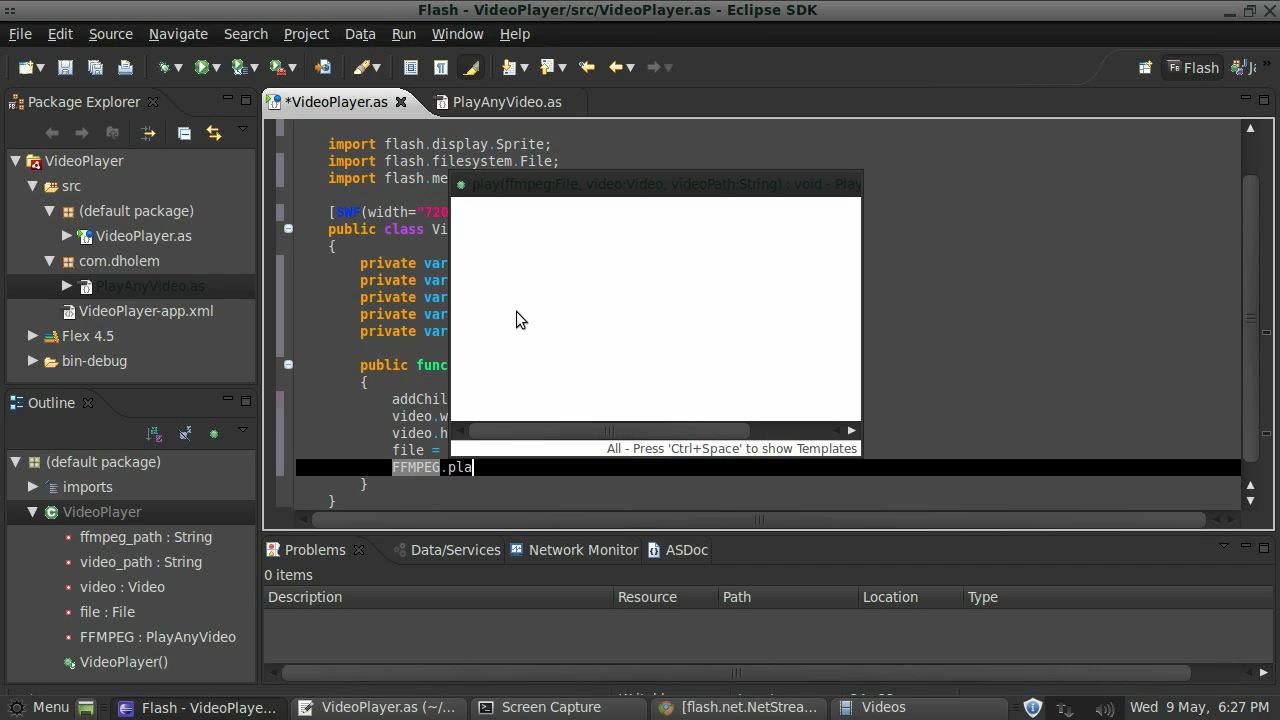 Flash - VideoPlayer/src/VideoPlayer.as - Eclipse SDK
File Edit Source Navigate Search Project Data Run Window Help
Flash
Package Explorer
VideoPlayer
src
(default package)
VideoPlayer.as
com.dholem
PlayAnyVideo.as
VideoPlayer-app.xml
Flex 4.5
bin-debug
Outline
(default package)
imports
VideoPlayer
ffmpeg_path : String
video_path : String
video : Video
file : File
FFMPEG : PlayAnyVideo
VideoPlayer()
*VideoPlayer.as PlayAnyVideo.as
import flash.display.Sprite;
import flash.filesystem.File;
import flash.me
[SWF(width="720
public class Vi
{
private var
private var
private var
private var
private var
public func
{
addChil
video.w
video.h
file =
FFMPEG.pla
}
}
play(ffmpeg:File, video:Video, videoPath:String) : void - Play
All - Press 'Ctrl+Space' to show Templates
Problems Data/Services Network Monitor ASDoc
0 items
Description Resource Path Location Type
Menu Flash - VideoPlaye... VideoPlayer.as (~/... Screen Capture [flash.net.NetStrea... Videos Wed 9 May, 6:27 PM